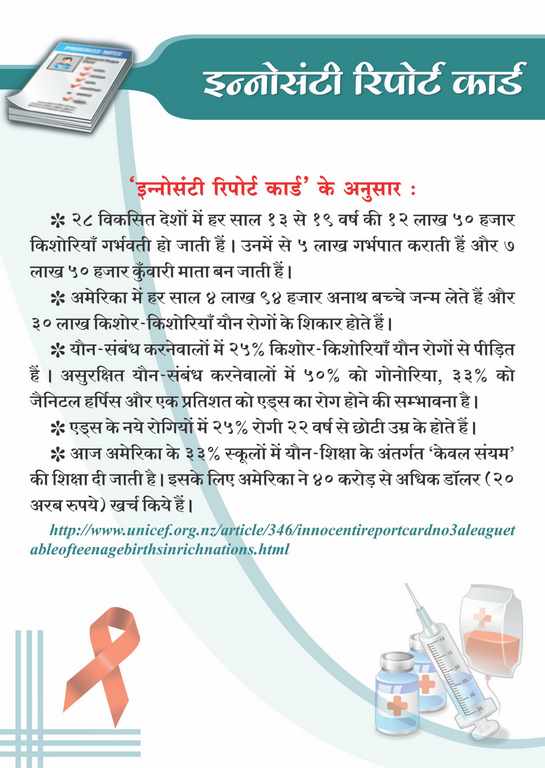 इन्नोसंटी रिपोर्ट कार्ड
‘इन्नोसंटी रिपोर्ट कार्ड’ के अनुसार :
✽ २८ विकसित देशों में हर साल १३ से १९ वर्ष की १२ लाख ५० हजार
किशोरियाँ गर्भवती हो जाती हैं । उनमें से ५ लाख गर्भपात कराती हैं और ७
लाख ५० हजार कुँवारी माता बन जाती हैं।
✽ अमेरिका में हर साल ४ लाख ९४ हजार अनाथ बच्चे जन्म लेते हैं और
३० लाख किशोर-किशोरियाँ यौन रोगों के शिकार होते हैं।
✽ यौन-संबंध करनेवालों में २५% किशोर-किशोरियाँ यौन रोगों से पीड़ित
हैं । असुरक्षित यौन-संबंध करनेवालों में ५०% को गोनोरिया, ३३% को
जैनिटल हर्पिस और एक प्रतिशत को एड्स का रोग होने की सम्भावना है।
✽ एड्स के नये रोगियों में २५% रोगी २२ वर्ष से छोटी उम्र के होते हैं।
✽ आज अमेरिका के ३३% स्कूलों में यौन-शिक्षा के अंतर्गत ‘केवल संयम’
की शिक्षा दी जाती है। इसके लिए अमेरिका ने ४० करोड़ से अधिक डॉलर (२०
अरब रुपये) खर्च किये हैं।
http://www.unicef.org.nz/article/346/innocentireportcardno3aleaguet
ableofteenagebirthsinrichnations.html